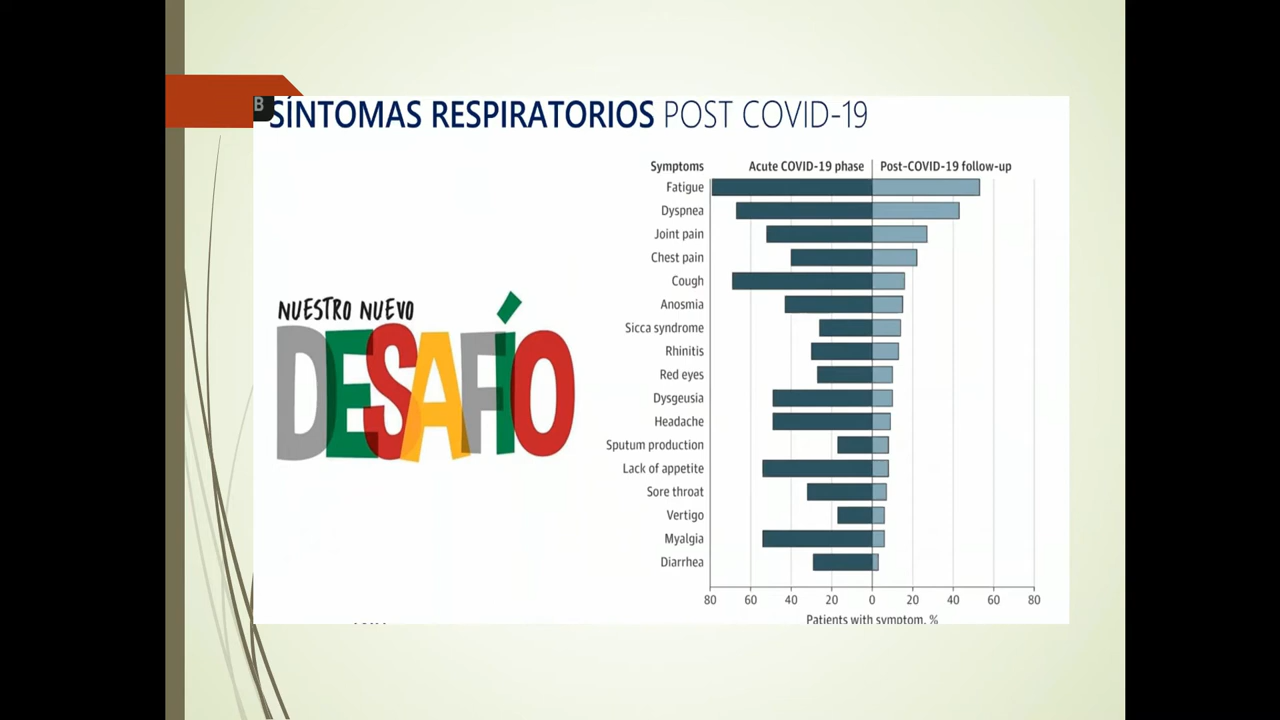 B
SÍNTOMAS RESPIRATORIOS POST COVID-19
NUESTRO NUEVO
DESAFÍO
Symptoms Acute COVID-19 phase Post-COVID-19 follow-up
Fatigue
Dyspnea
Joint pain
Chest pain
Cough
Anosmia
Sicca syndrome
Rhinitis
Red eyes
Dysgeusia
Headache
Sputum production
Lack of appetite
Sore throat
Vertigo
Myalgia
Diarrhea
80 60 40 20 0 20 40 60 80
Patients with symptom, %